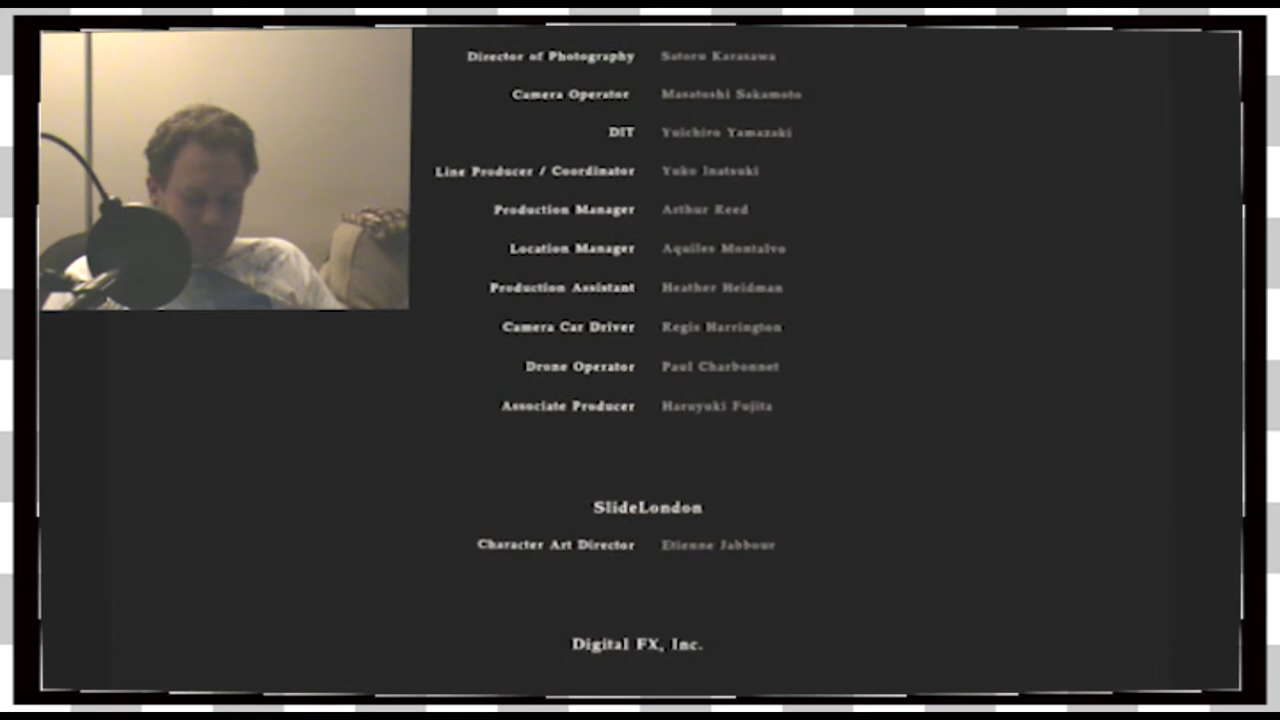 Director of Photography Satoru Karasawa
Camera Operator Masatoshi Sakamoto
DIT Yuichiro Yamazaki
Line Producer / Coordinator Yuko Inatsuki
Production Manager Arthur Reed
Location Manager Aquiles Montalvo
Production Assistant Heather Heidman
Camera Car Driver Regis Harrington
Drone Operator Paul Charbonnet
Associate Producer Haruyuki Fujita
SlideLondon
Character Art Director Etienne Jabbour
Digital FX, Inc.